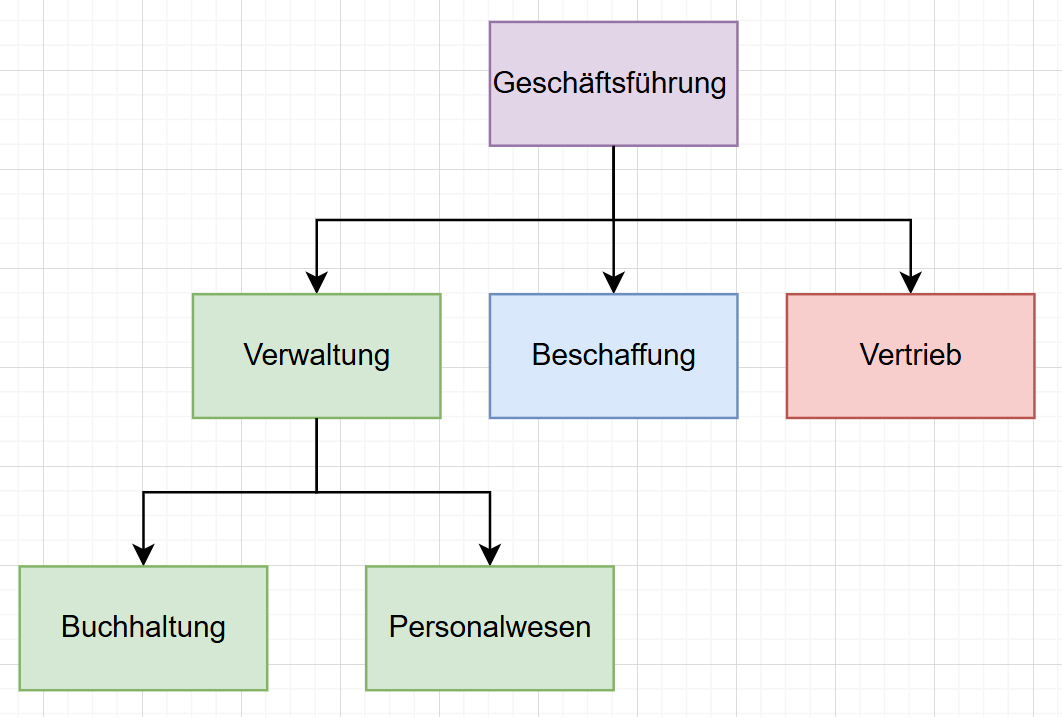 Geschäftsführung
Verwaltung
Beschaffung
Vertrieb
Buchhaltung
Personalwesen